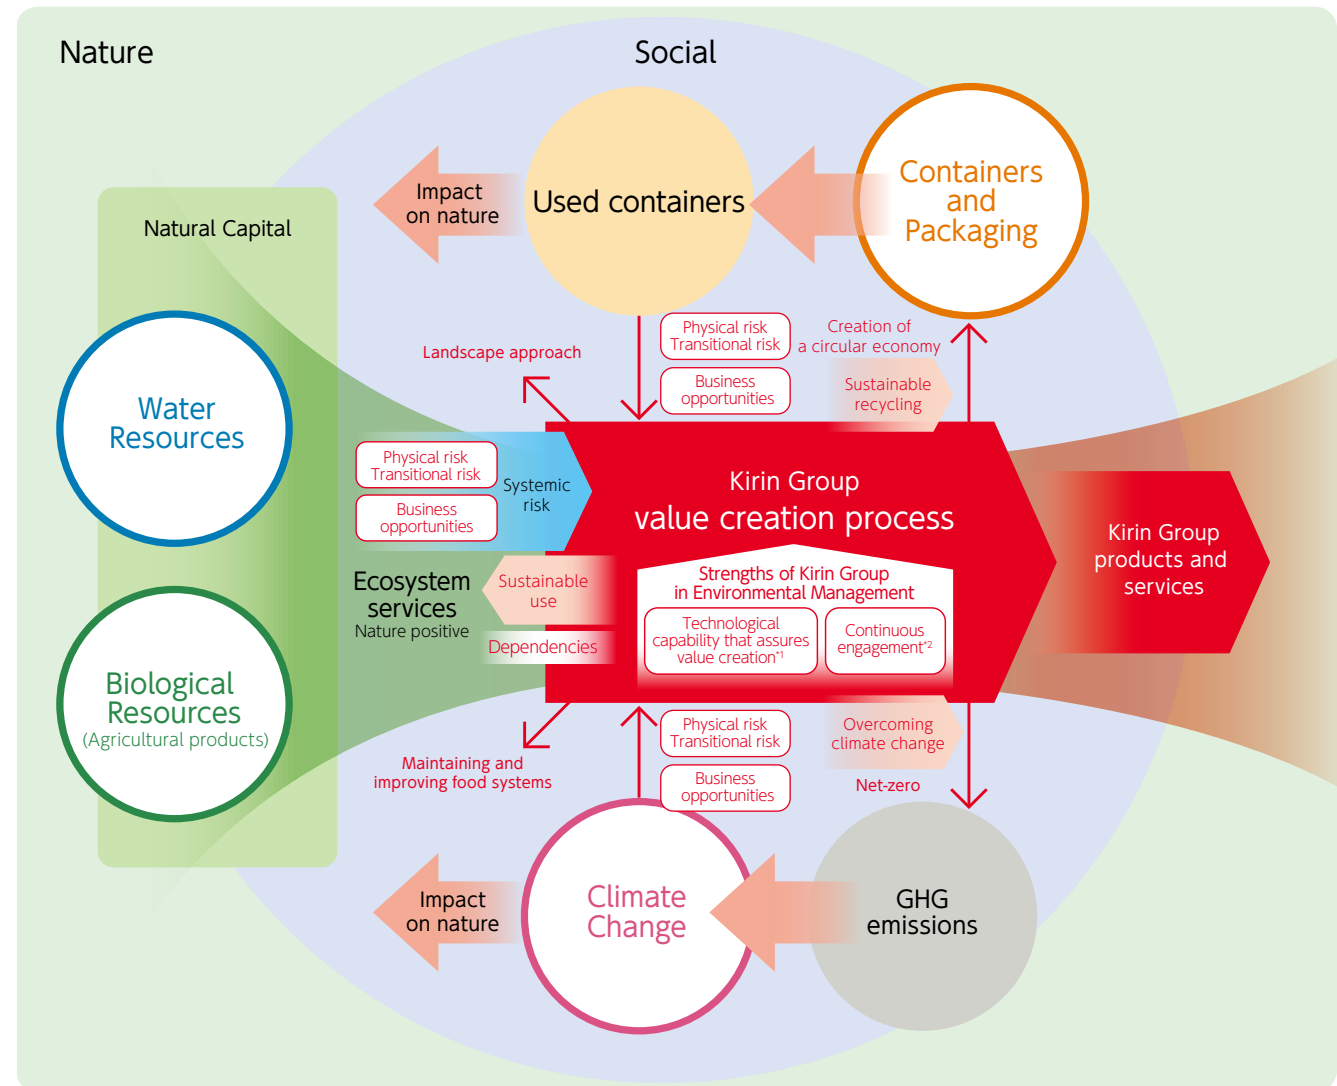 Nature
Social
Containers
and
Packaging
Used containers
Impact
on nature
Natural Capital
Water
Resources
Biological
Resources
(Agricultural products)
Landscape approach
Physical risk
Transitional risk
Business
opportunities
Creation of
a circular economy
Sustainable
recycling
Physical risk
Transitional risk
Business
opportunities
Systemic
risk
Ecosystem
services
Nature positive
Sustainable
use
Dependencies
Kirin Group
value creation process
Strengths of Kirin Group
in Environmental Management
Technological
capability that assures
value creation*1
Continuous
engagement*2
Kirin Group
products and
services
Maintaining and
improving food systems
Physical risk
Transitional risk
Business
opportunities
Overcoming
climate change
Net-zero
Impact
on nature
Climate
Change
GHG
emissions